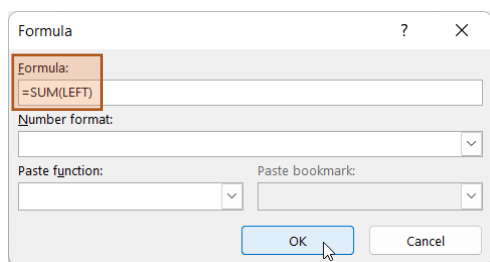 Formula ? X
Formula:
=SUM(LEFT)
Number format:
Paste function: Paste bookmark:
OK Cancel